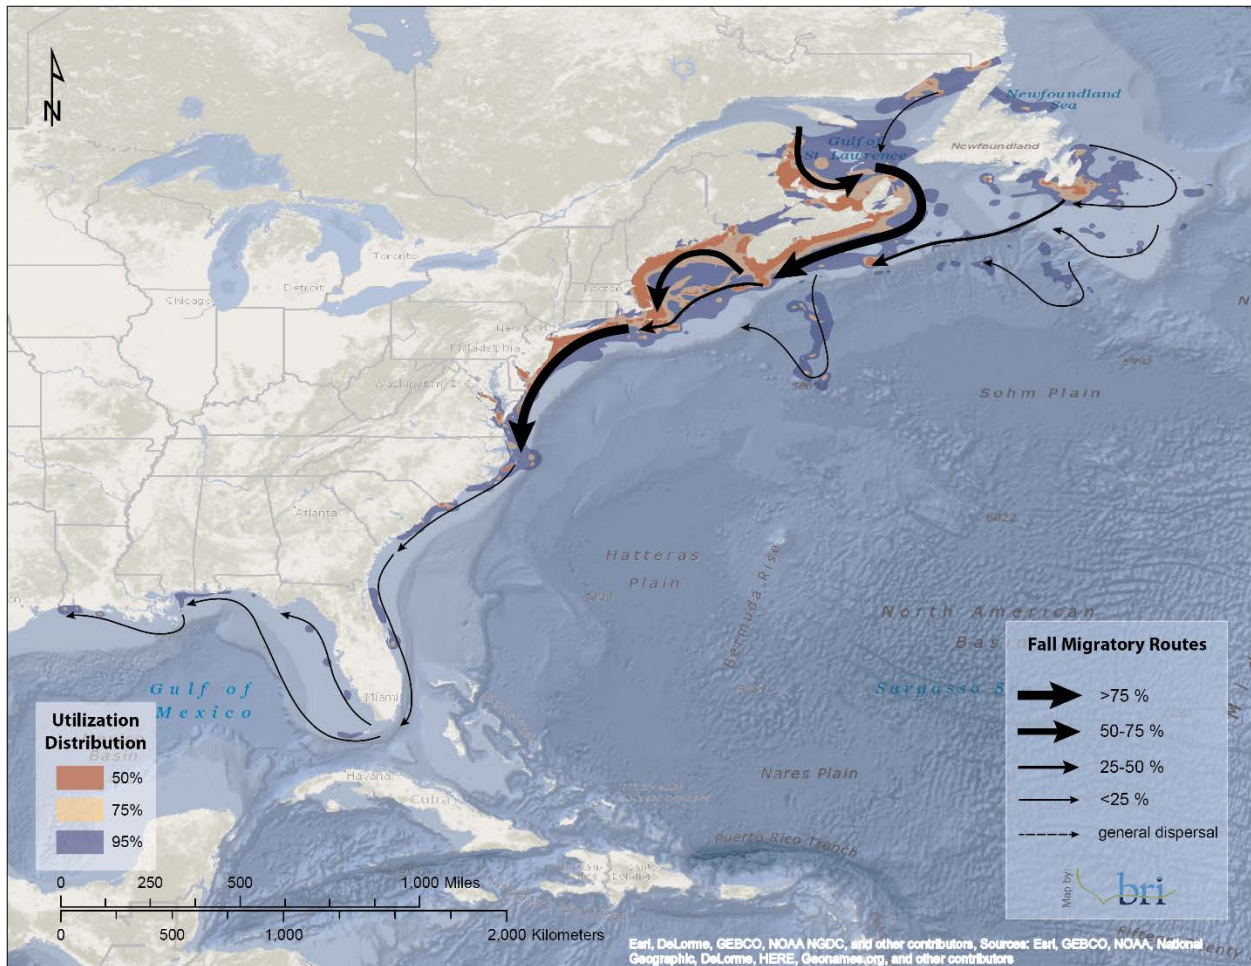 N
Newfoundland
Sea
Gulf of
St Lawrence
Newfoundland
Toronto
Chicago
Detroit
Boston
New York
Philadelphia
Washington D.C.
Sohm Plain
Atlanta
Hatteras
Plain
Bermuda Rise
North American
Gulf of
Mexico
Miami
Havana
Cuba
Nares Plain
Puerto Rico Trench
Utilization
Distribution
50%
75%
95%
Fall Migratory Routes
>75 %
50-75 %
25-50 %
<25 %
general dispersal
Map by:
bri
0 250 500 1,000 Miles
0 500 1,000 2,000 Kilometers
Esri, DeLorme, GEBCO, NOAA NGDC, and other contributors, Sources: Esri, GEBCO, NOAA, National
Geographic, DeLorme, HERE, Geonames.org, and other contributors